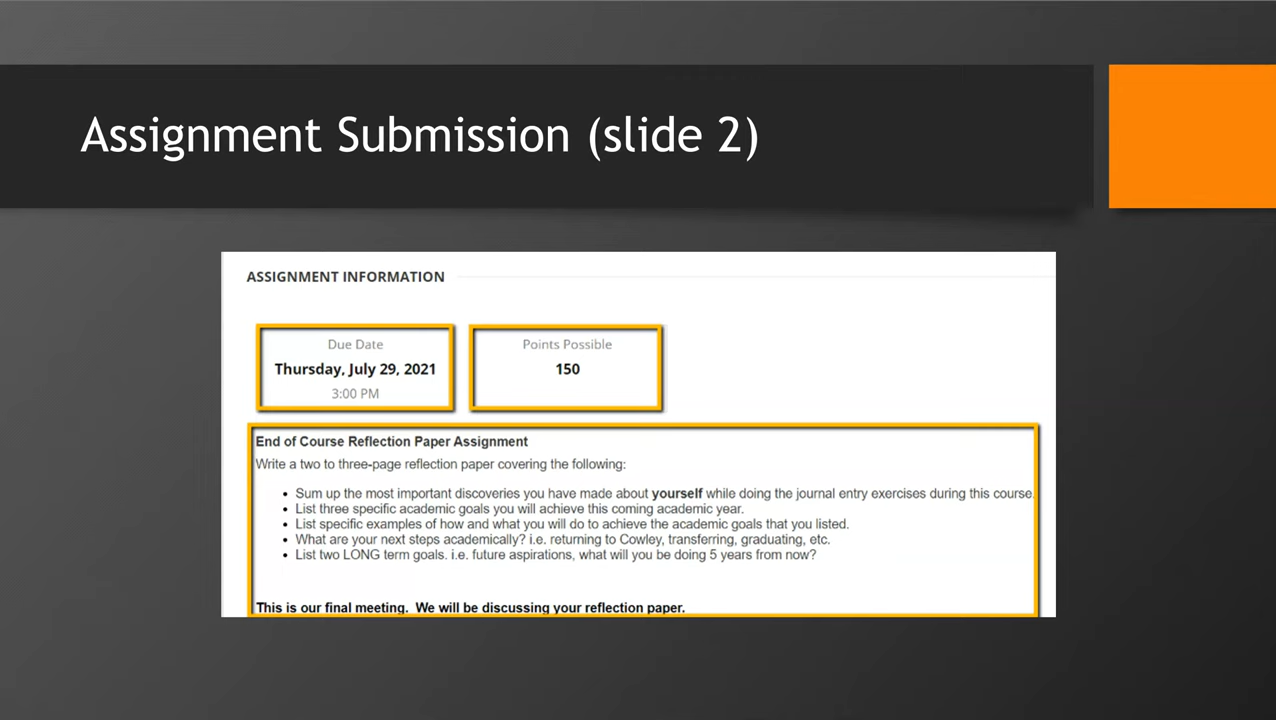 Assignment Submission (slide 2)
ASSIGNMENT INFORMATION
Due Date
Thursday, July 29, 2021
3:00 PM
Points Possible
150
End of Course Reflection Paper Assignment
Write a two to three-page reflection paper covering the following:
• Sum up the most important discoveries you have made about yourself while doing the journal entry exercises during this course.
• List three specific academic goals you will achieve this coming academic year.
• List specific examples of how and what you will do to achieve the academic goals that you listed.
• What are your next steps academically? i.e. returning to Cowley, transferring, graduating, etc.
• List two LONG term goals. i.e. future aspirations, what will you be doing 5 years from now?
This is our final meeting.  We will be discussing your reflection paper.